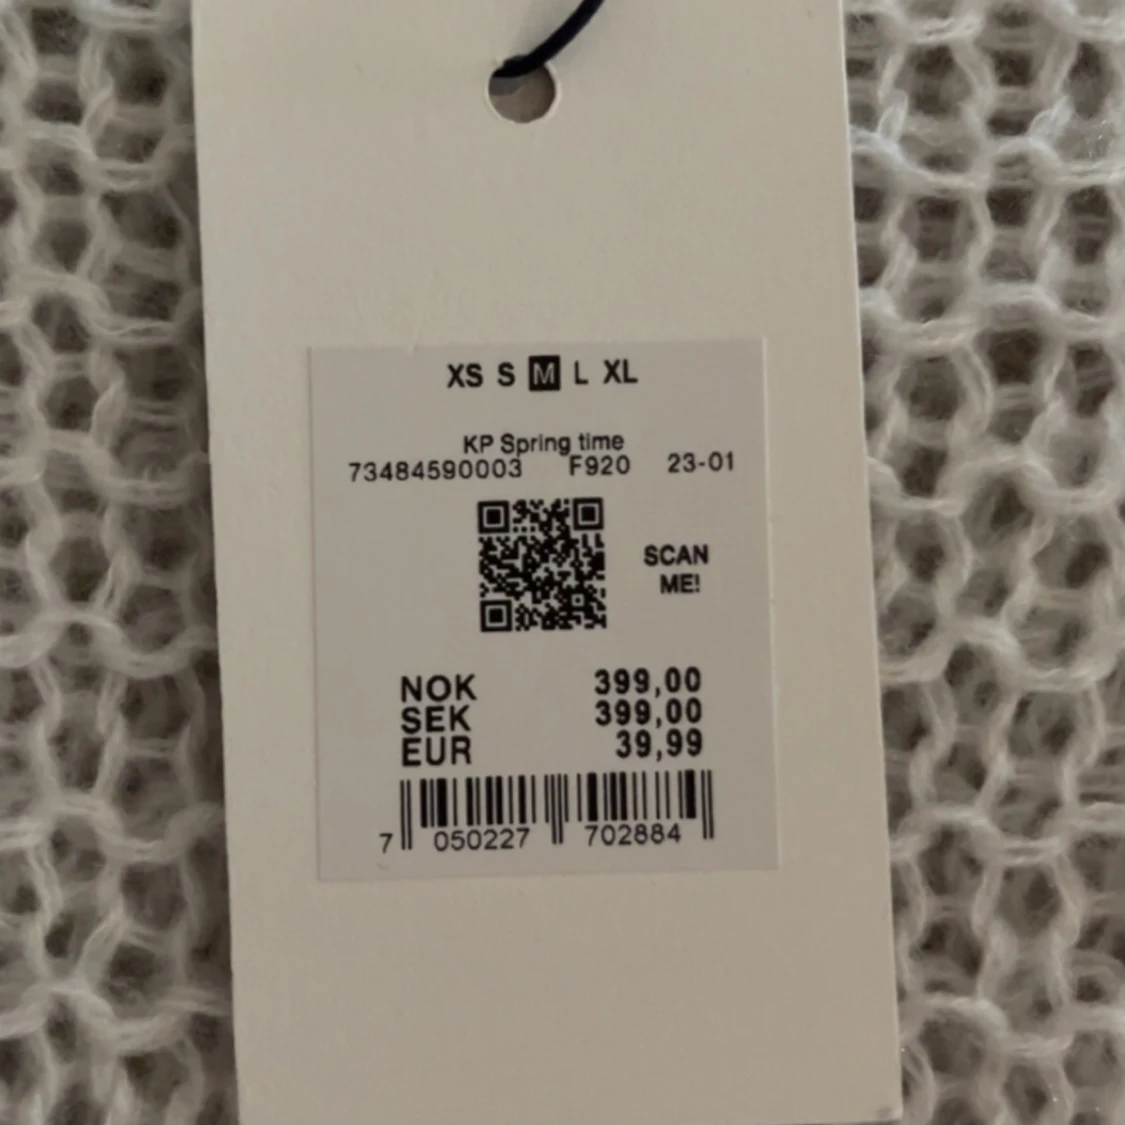 XS S M L XL
KP Spring time
73484590003 F920 23-01
SCAN
ME!
NOK 399,00
SEK 399,00
EUR 39,99
7 050227 702884